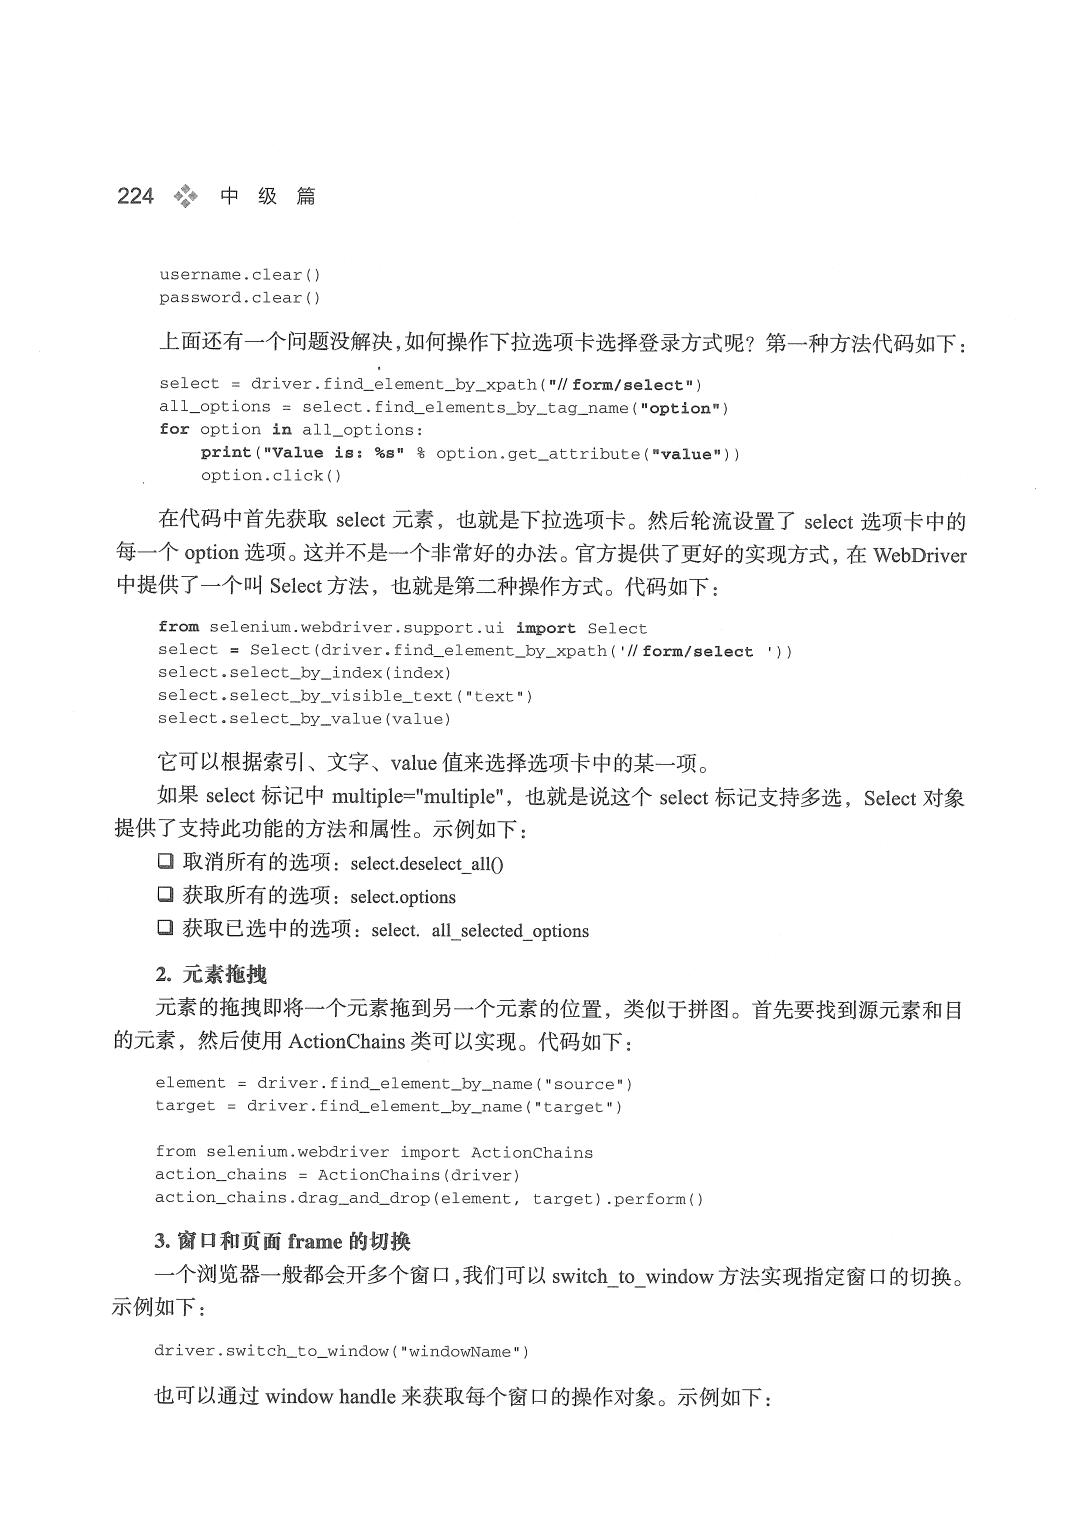 224 中 级 篇
username.clear()
password.clear()
上面还有一个问题没解决,如何操作下拉选项卡选择登录方式呢？第一种方法代码如下：
select = driver.find_element_by_xpath("//form/select")
all_options = select.find_elements_by_tag_name("option")
for option in all_options:
    print("Value is: %s" % option.get_attribute("value"))
    option.click()
在代码中首先获取 select 元素，也就是下拉选项卡。然后轮流设置了 select 选项卡中的
每一个 option 选项。这并不是一个非常好的办法。官方提供了更好的实现方式，在 WebDriver
中提供了一个叫 Select 方法，也就是第二种操作方式。代码如下：
from selenium.webdriver.support.ui import Select
select = Select(driver.find_element_by_xpath('//form/select '))
select.select_by_index(index)
select.select_by_visible_text("text")
select.select_by_value(value)
它可以根据索引、文字、value 值来选择选项卡中的某一项。
如果 select 标记中 multiple="multiple"，也就是说这个 select 标记支持多选，Select 对象
提供了支持此功能的方法和属性。示例如下：
❑ 取消所有的选项：select.deselect_all()
❑ 获取所有的选项：select.options
❑ 获取已选中的选项：select. all_selected_options
2. 元素拖拽
元素的拖拽即将一个元素拖到另一个元素的位置，类似于拼图。首先要找到源元素和目
的元素，然后使用 ActionChains 类可以实现。代码如下：
element = driver.find_element_by_name("source")
target = driver.find_element_by_name("target")
from selenium.webdriver import ActionChains
action_chains = ActionChains(driver)
action_chains.drag_and_drop(element, target).perform()
3. 窗口和页面 frame 的切换
一个浏览器一般都会开多个窗口,我们可以 switch_to_window 方法实现指定窗口的切换。
示例如下：
driver.switch_to_window("windowName")
也可以通过 window handle 来获取每个窗口的操作对象。示例如下：